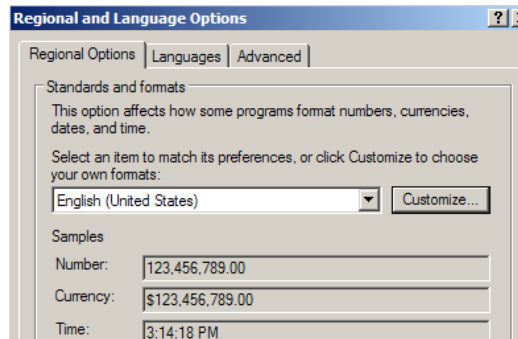 Regional and Language Options
Regional Options Languages Advanced
Standards and formats
This option affects how some programs format numbers, currencies,
dates, and time.
Select an item to match its preferences, or click Customize to choose
your own formats:
English (United States) Customize...
Samples
Number: 123,456,789.00
Currency: $123,456,789.00
Time: 3:14:18 PM